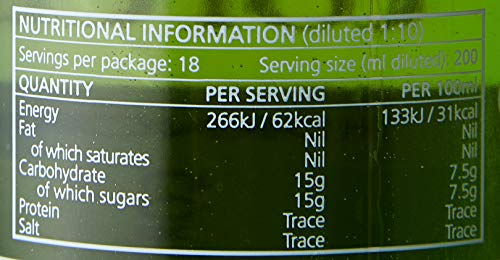 NUTRITIONAL INFORMATION (diluted 1:10)
Servings per package: 18 Serving size (ml diluted): 200
QUANTITY PER SERVING PER 100ml
Energy 266kJ / 62kcal 133kJ / 31kcal
Fat Nil Nil
of which saturates Nil Nil
Carbohydrate 15g 7.5g
of which sugars 15g 7.5g
Protein Trace Trace
Salt Trace Trace